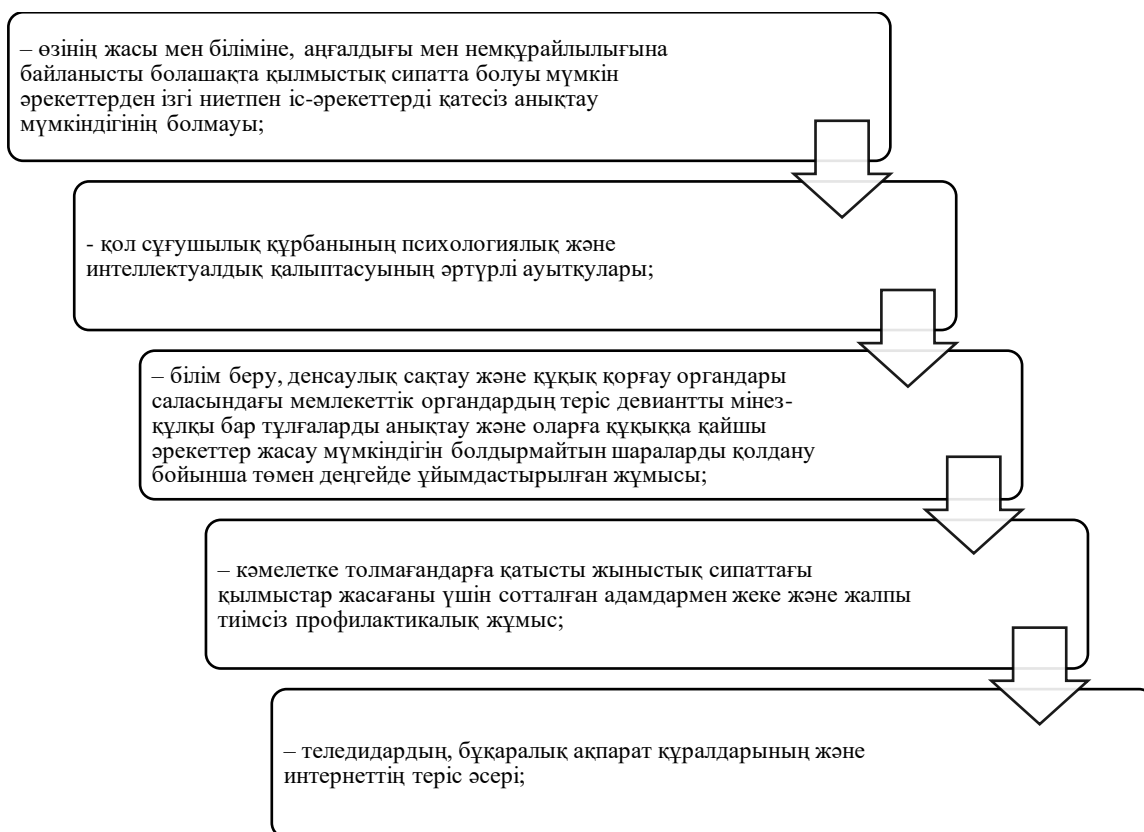 – өзінің жасы мен біліміне, аңғалдығы мен немқұрайлылығына
байланысты болашақта қылмыстық сипатта болуы мүмкін
әрекеттерден ізгі ниетпен іс-әрекеттерді қатесіз анықтау
мүмкіндігінің болмауы;
- қол сұғушылық құрбанының психологиялық және
интеллектуалдық қалыптасуының әртүрлі ауытқулары;
– білім беру, денсаулық сақтау және құқық қорғау органдары
саласындағы мемлекеттік органдардың теріс девиантты мінез-
құлқы бар тұлғаларды анықтау және оларға құқыққа қайшы
әрекеттер жасау мүмкіндігін болдырмайтын шараларды қолдану
бойынша төмен деңгейде ұйымдастырылған жұмысы;
– кәмелетке толмағандарға қатысты жыныстық сипаттағы
қылмыстар жасағаны үшін сотталған адамдармен жеке және жалпы
тиімсіз профилактикалық жұмыс;
– теледидардың, бұқаралық ақпарат құралдарының және
интернеттің теріс әсері;